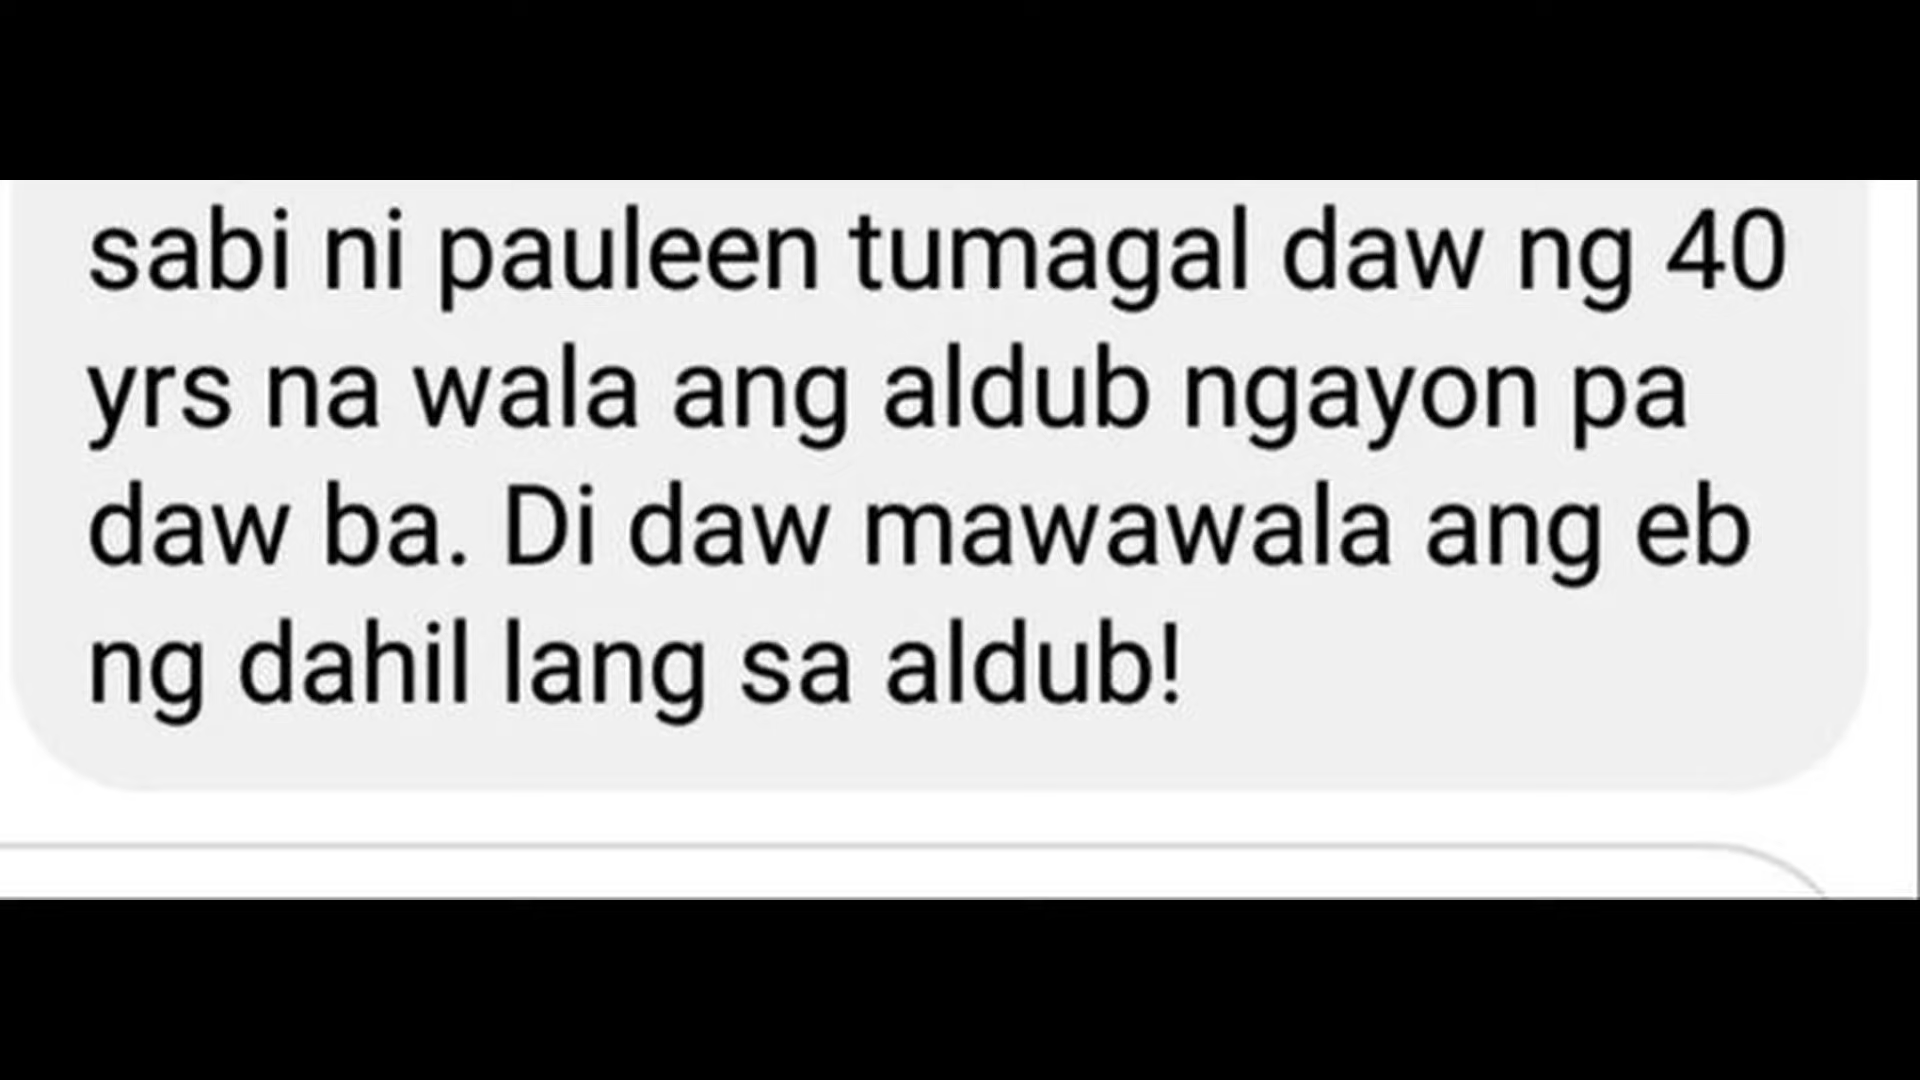 sabi ni pauleen tumagal daw ng 40
yrs na wala ang aldub ngayon pa
daw ba. Di daw mawawala ang eb
ng dahil lang sa aldub!